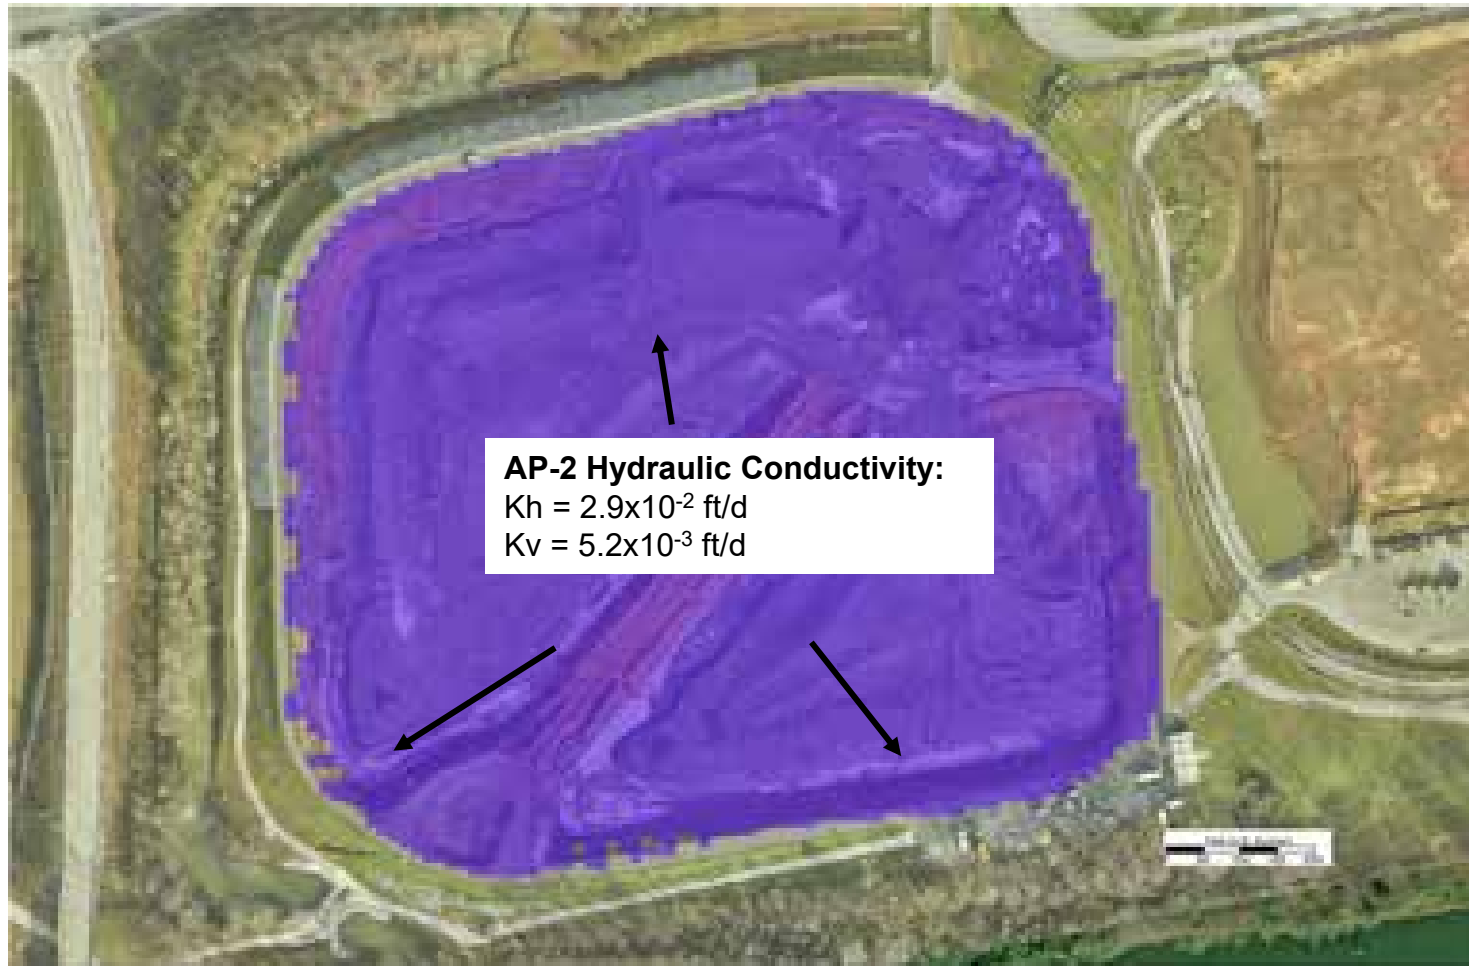 AP-2 Hydraulic Conductivity:
Kh = 2.9x10⁻² ft/d
Kv = 5.2x10⁻³ ft/d